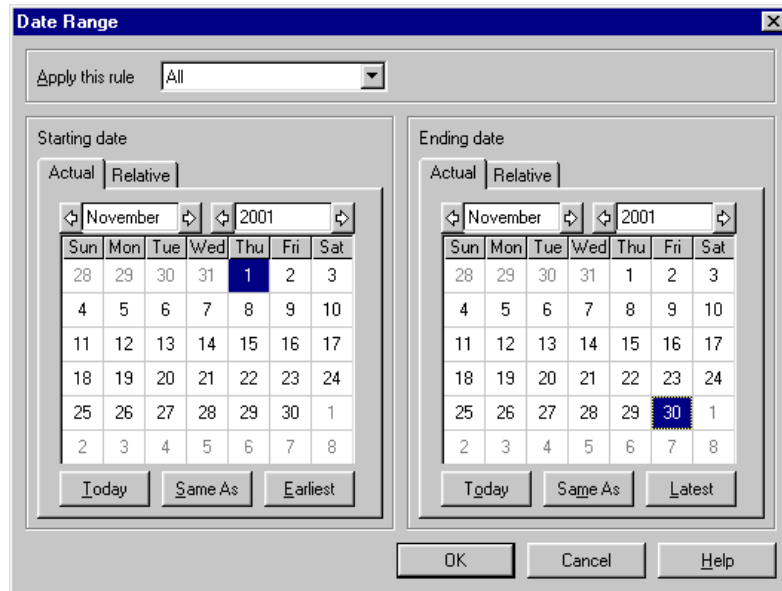 Date Range
Apply this rule All
Starting date
Actual Relative
November 2001
Sun Mon Tue Wed Thu Fri Sat
28 29 30 31 1 2 3
4 5 6 7 8 9 10
11 12 13 14 15 16 17
18 19 20 21 22 23 24
25 26 27 28 29 30 1
2 3 4 5 6 7 8
Today Same As Earliest
Ending date
Actual Relative
November 2001
Sun Mon Tue Wed Thu Fri Sat
28 29 30 31 1 2 3
4 5 6 7 8 9 10
11 12 13 14 15 16 17
18 19 20 21 22 23 24
25 26 27 28 29 30 1
2 3 4 5 6 7 8
Today Same As Latest
OK Cancel Help